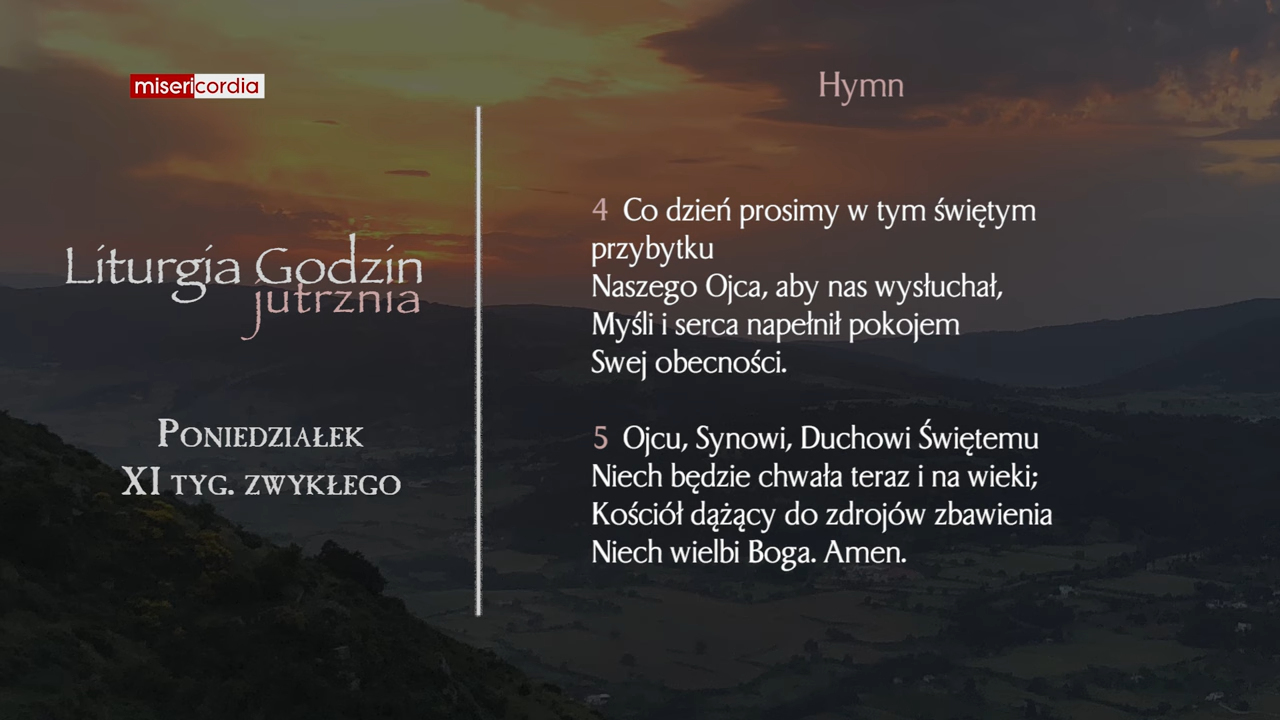 misericordia
Liturgia Godzin
jutrznia
Poniedziałek
XI tyg. zwykłego
Hymn
4 Co dzień prosimy w tym świętym
przybytku
Naszego Ojca, aby nas wysłuchał,
Myśli i serca napełnił pokojem
Swej obecności.
5 Ojcu, Synowi, Duchowi Świętemu
Niech będzie chwała teraz i na wieki;
Kościół dążący do zdrojów zbawienia
Niech wielbi Boga. Amen.